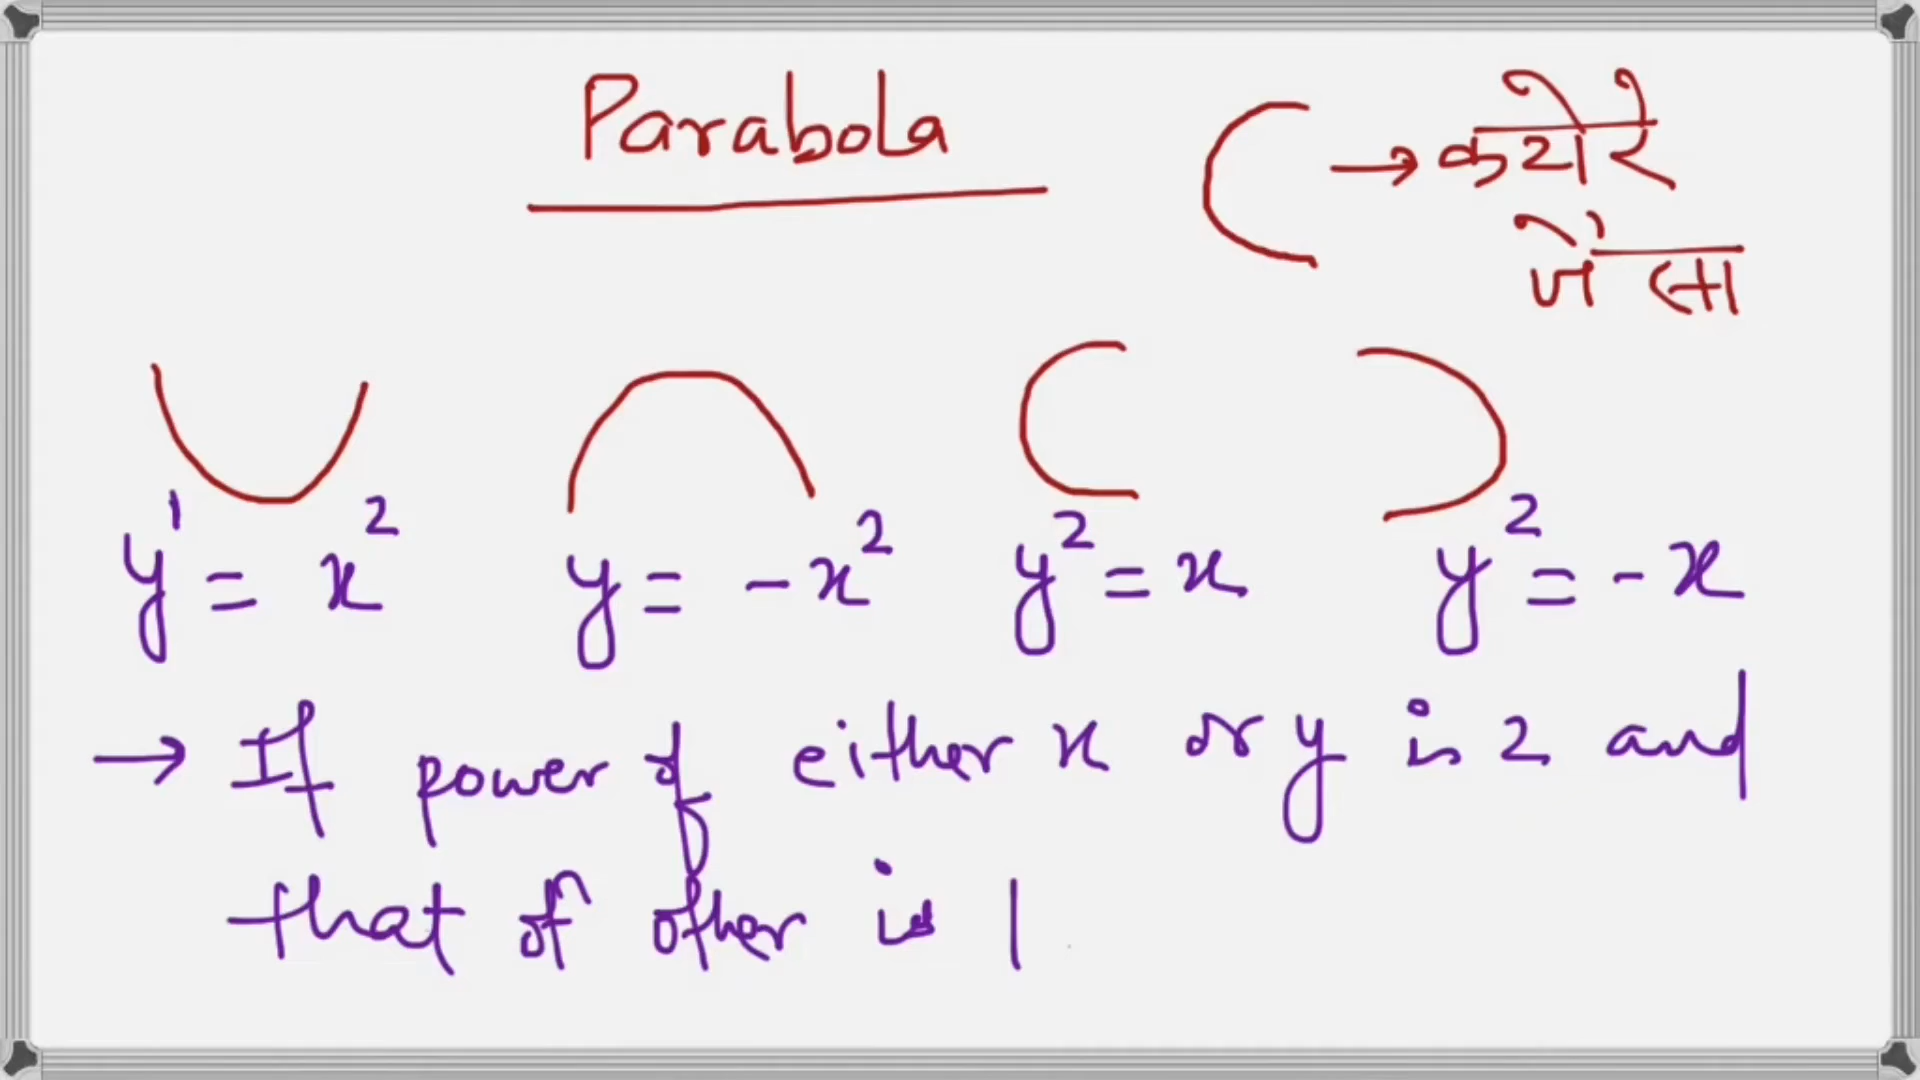 Parabola
→ कटोरे
जैसा
y¹ = x² y = -x² y² = x y² = -x
→ If power of either x or y is 2 and
that of other is 1